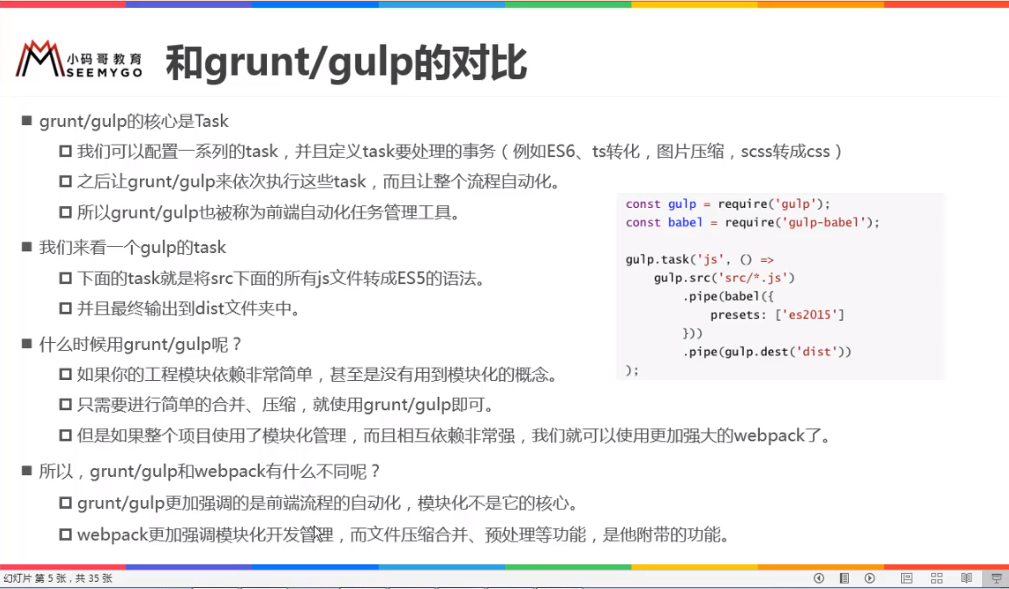 小码哥教育
SEEMYGO
和grunt/gulp的对比
■ grunt/gulp的核心是Task
我们可以配置一系列的task，并且定义task要处理的事务（例如ES6、ts转化，图片压缩，scss转成css）
之后让grunt/gulp来依次执行这些task，而且让整个流程自动化。
所以grunt/gulp也被称为前端自动化任务管理工具。
■ 我们来看一个gulp的task
下面的task就是将src下面的所有js文件转成ES5的语法。
并且最终输出到dist文件夹中。
const gulp = require('gulp');
const babel = require('gulp-babel');
gulp.task('js', () =>
gulp.src('src/*.js')
.pipe(babel({
presets: ['es2015']
}))
.pipe(gulp.dest('dist'))
);
■ 什么时候用grunt/gulp呢？
如果你的工程模块依赖非常简单，甚至是没有用到模块化的概念。
只需要进行简单的合并、压缩，就使用grunt/gulp即可。
但是如果整个项目使用了模块化管理，而且相互依赖非常强，我们就可以使用更加强大的webpack了。
■ 所以，grunt/gulp和webpack有什么不同呢？
grunt/gulp更加强调的是前端流程的自动化，模块化不是它的核心。
webpack更加强调模块化开发管理，而文件压缩合并、预处理等功能，是他附带的功能。
幻灯片 第 5 张，共 35 张